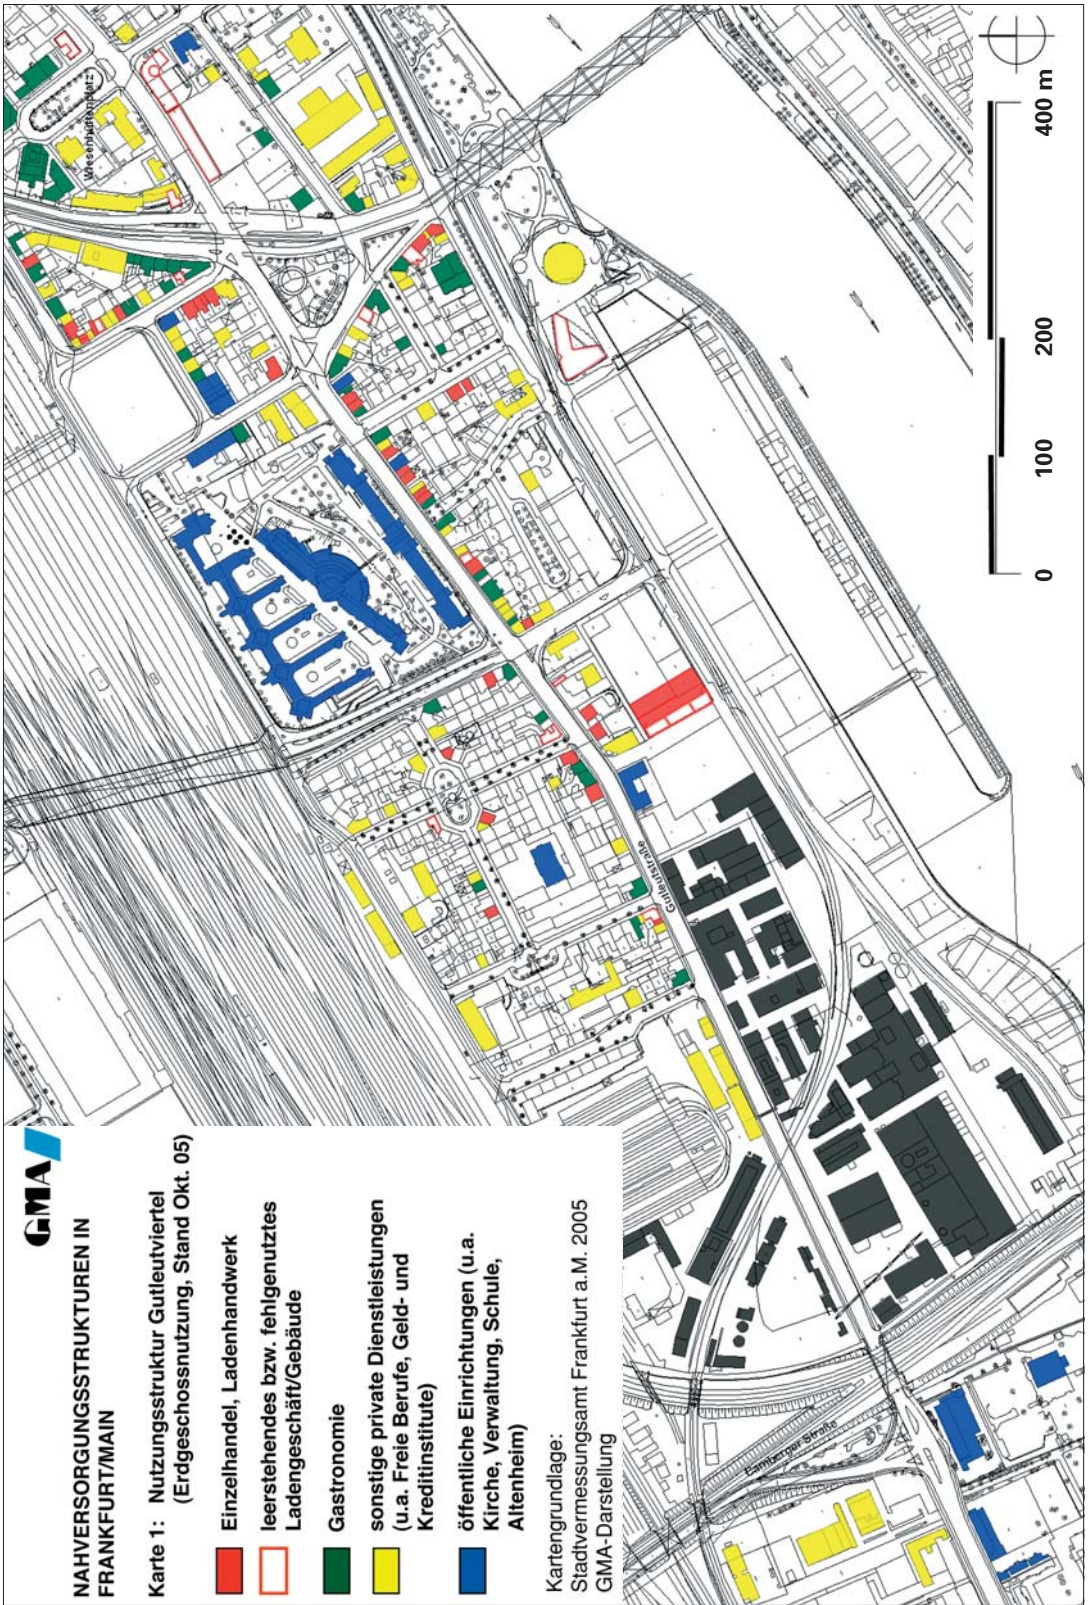 GMA
NAHVERSORGUNGSSTRUKTUREN IN
FRANKFURT/MAIN
Karte 1: Nutzungsstruktur Gutleutviertel
(Erdgeschossnutzung, Stand Okt. 05)
Einzelhandel, Ladenhandwerk
leerstehendes bzw. fehlgenutztes
Ladengeschäft/Gebäude
Gastronomie
sonstige private Dienstleistungen
(u.a. Freie Berufe, Geld- und
Kreditinstitute)
öffentliche Einrichtungen (u.a.
Kirche, Verwaltung, Schule,
Altenheim)
Kartengrundlage:
Stadtvermessungsamt Frankfurt a.M. 2005
GMA-Darstellung
Wiesenhüttenplatz
Gutleutstraße
Camberger Straße
0 100 200 400 m